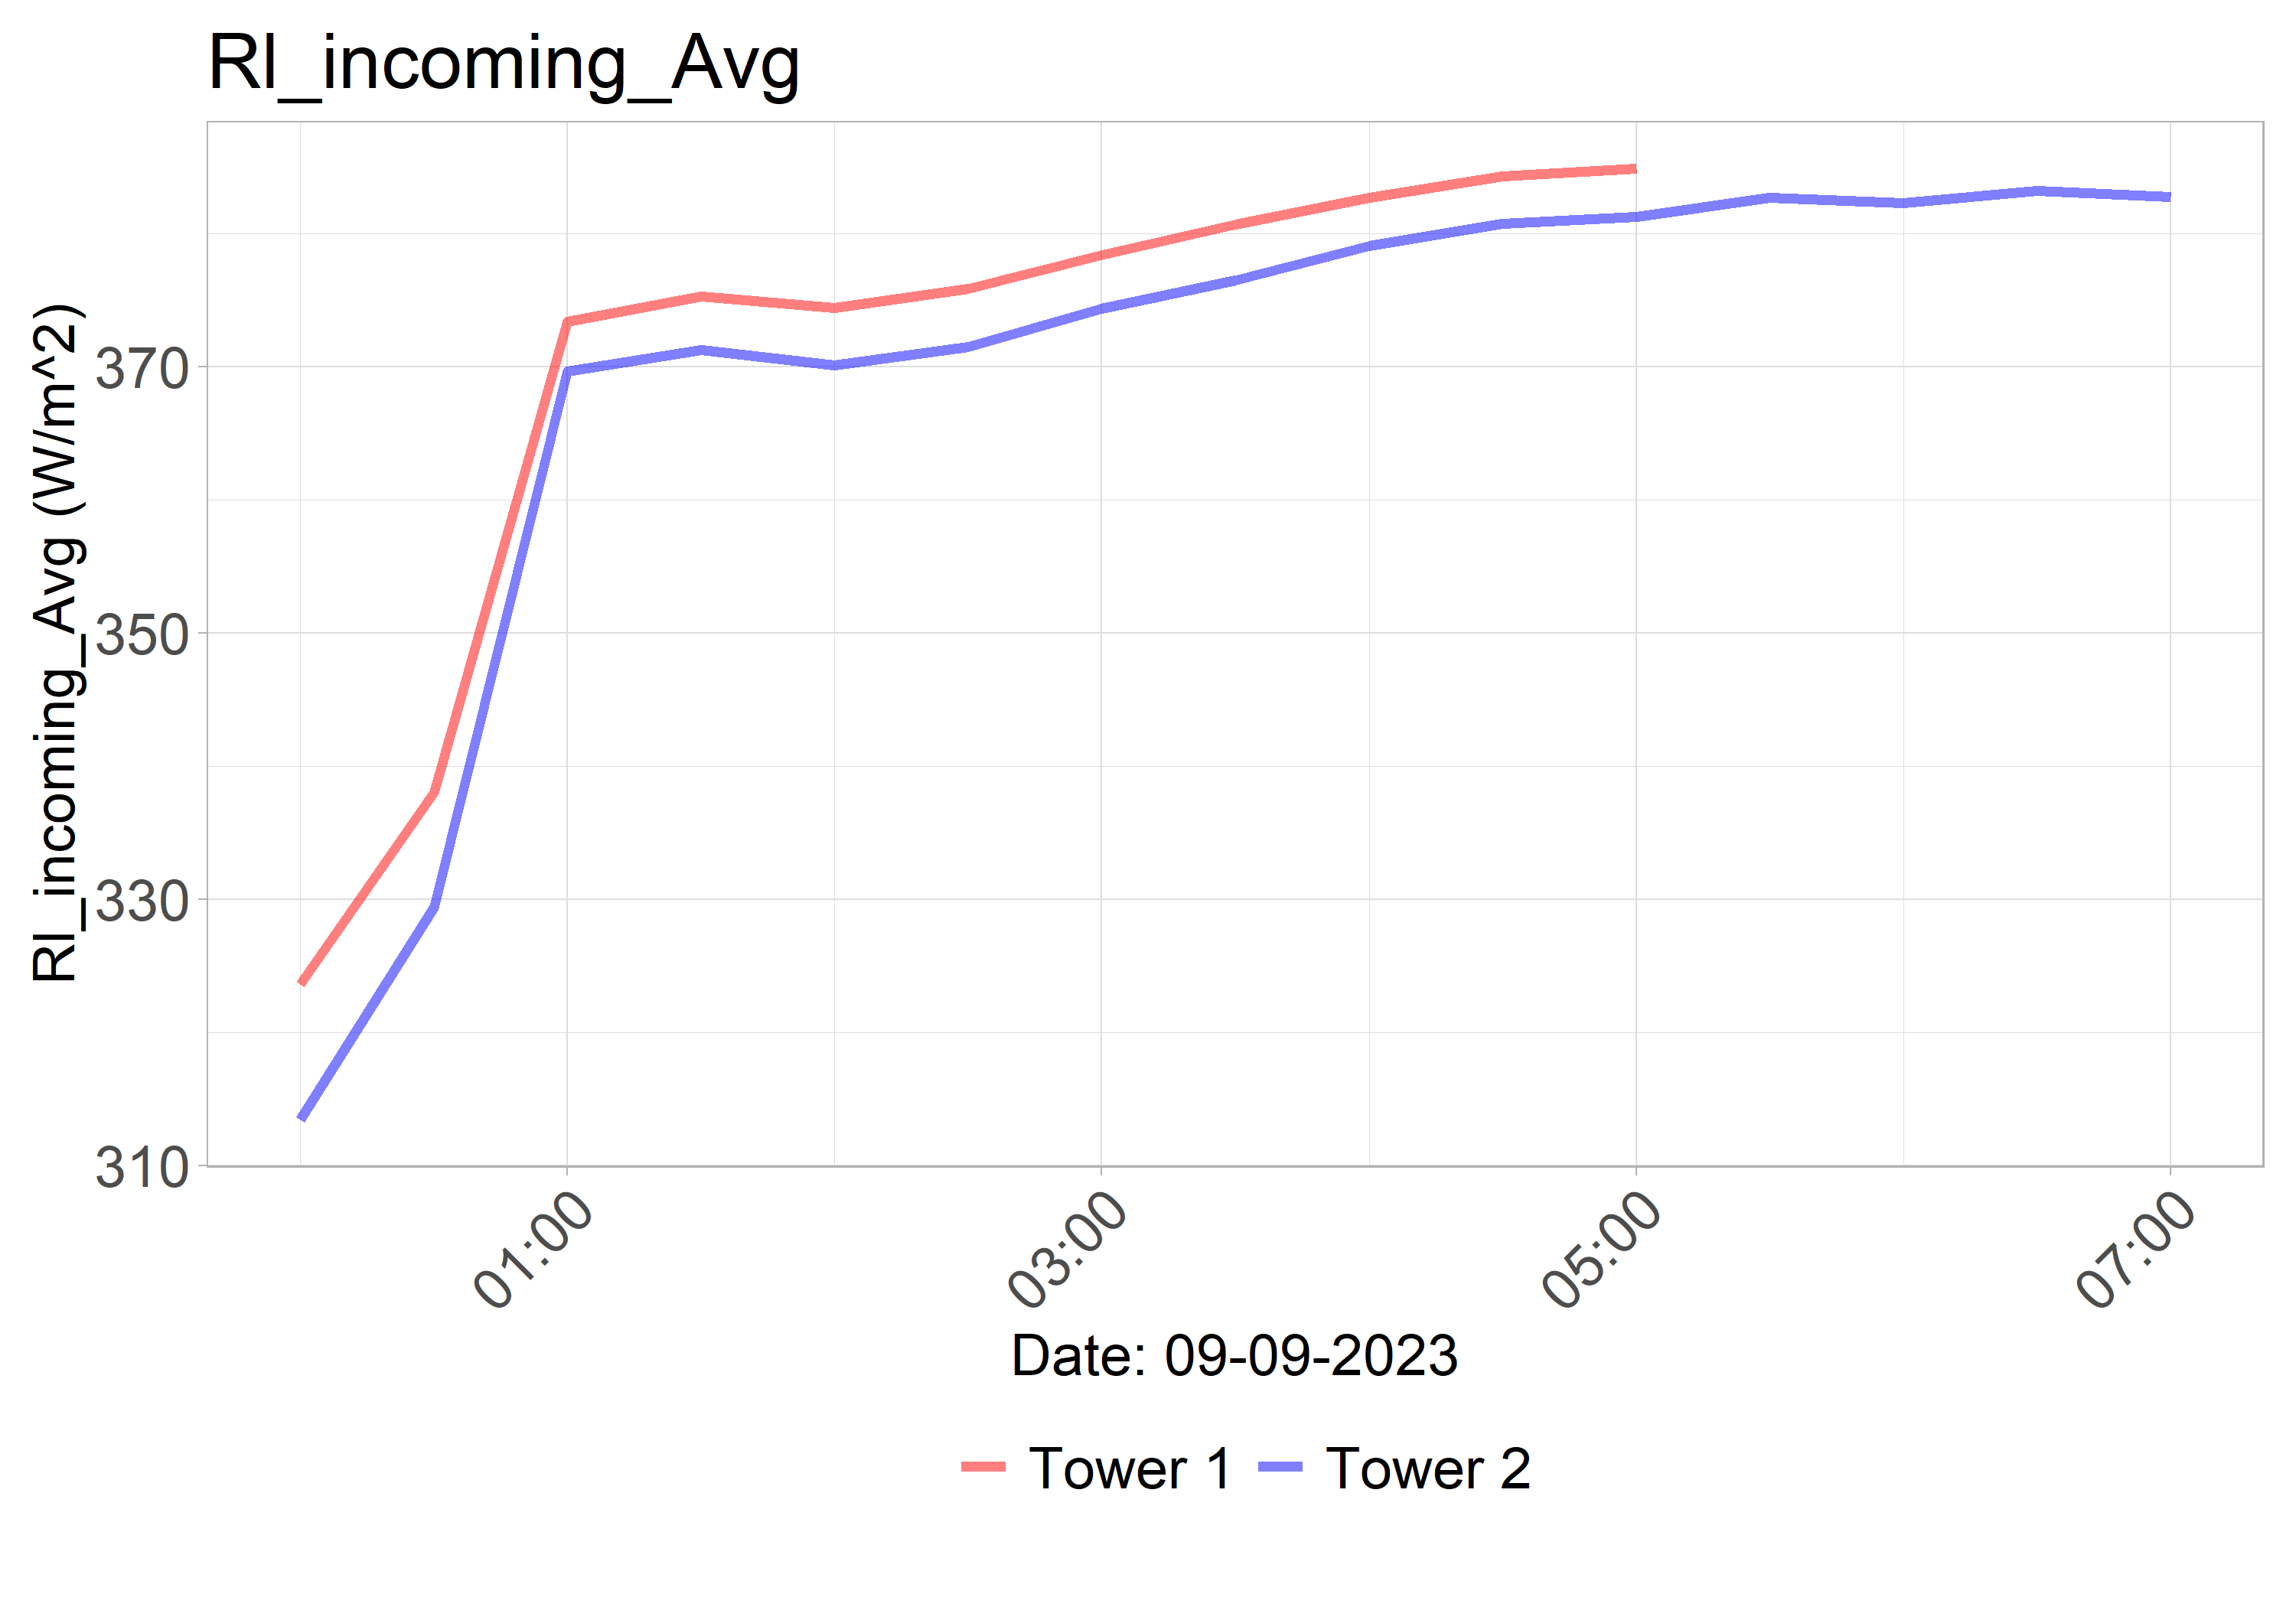 Rl_incoming_Avg
Rl_incoming_Avg (W/m^2)
370
350
330
310
01:00
03:00
05:00
07:00
Date: 09-09-2023
Tower 1
Tower 2